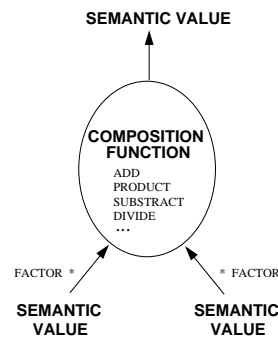 SEMANTIC VALUE
COMPOSITION
FUNCTION
ADD
PRODUCT
SUBSTRACT
DIVIDE
...
FACTOR *
* FACTOR
SEMANTIC
VALUE
SEMANTIC
VALUE